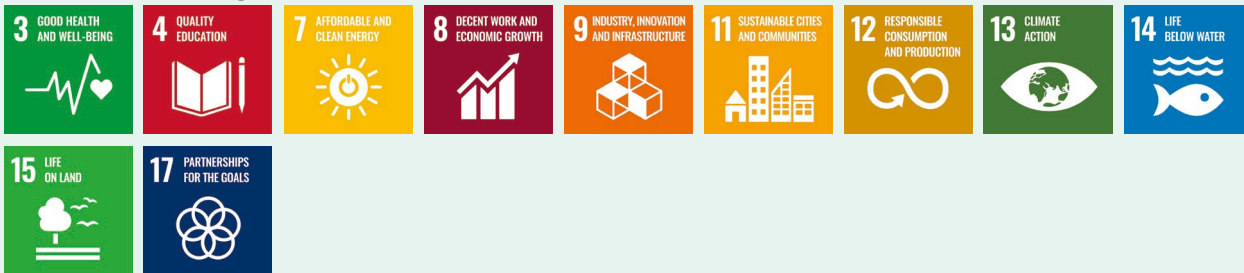 3 GOOD HEALTH
AND WELL-BEING
4 QUALITY
EDUCATION
7 AFFORDABLE AND
CLEAN ENERGY
8 DECENT WORK AND
ECONOMIC GROWTH
9 INDUSTRY, INNOVATION
AND INFRASTRUCTURE
11 SUSTAINABLE CITIES
AND COMMUNITIES
12 RESPONSIBLE
CONSUMPTION
AND PRODUCTION
13 CLIMATE
ACTION
14 LIFE
BELOW WATER
15 LIFE
ON LAND
17 PARTNERSHIPS
FOR THE GOALS